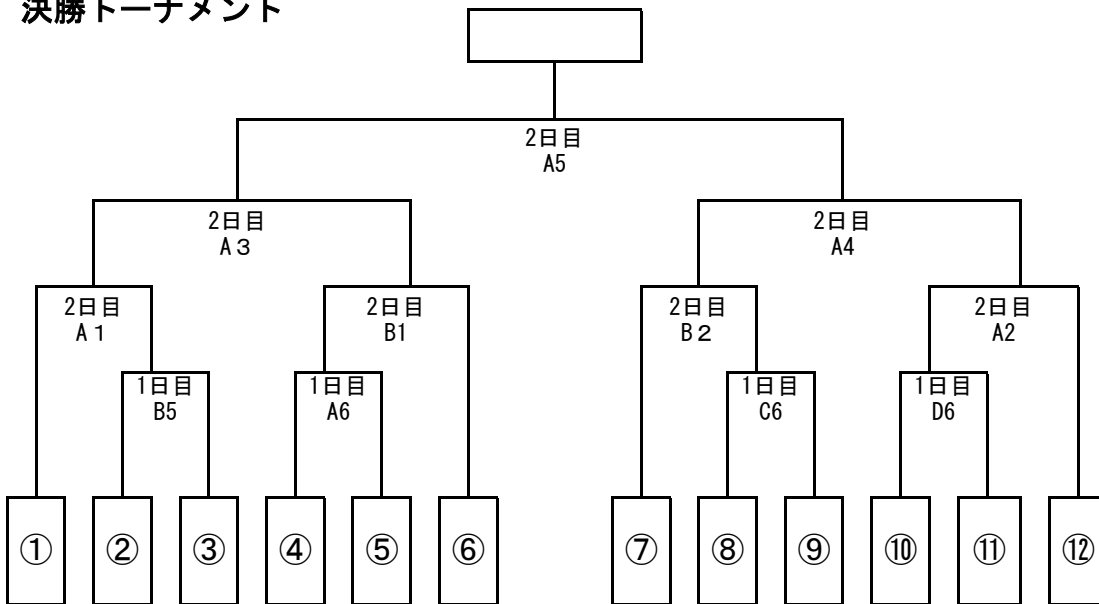 決勝トーナメント
2日目
A5
2日目
A３
2日目
A4
2日目
A１
2日目
B1
2日目
B２
2日目
A2
1日目
B5
1日目
A6
1日目
C6
1日目
D6
① ② ③ ④ ⑤ ⑥ ⑦ ⑧ ⑨ ⑩ ⑪ ⑫